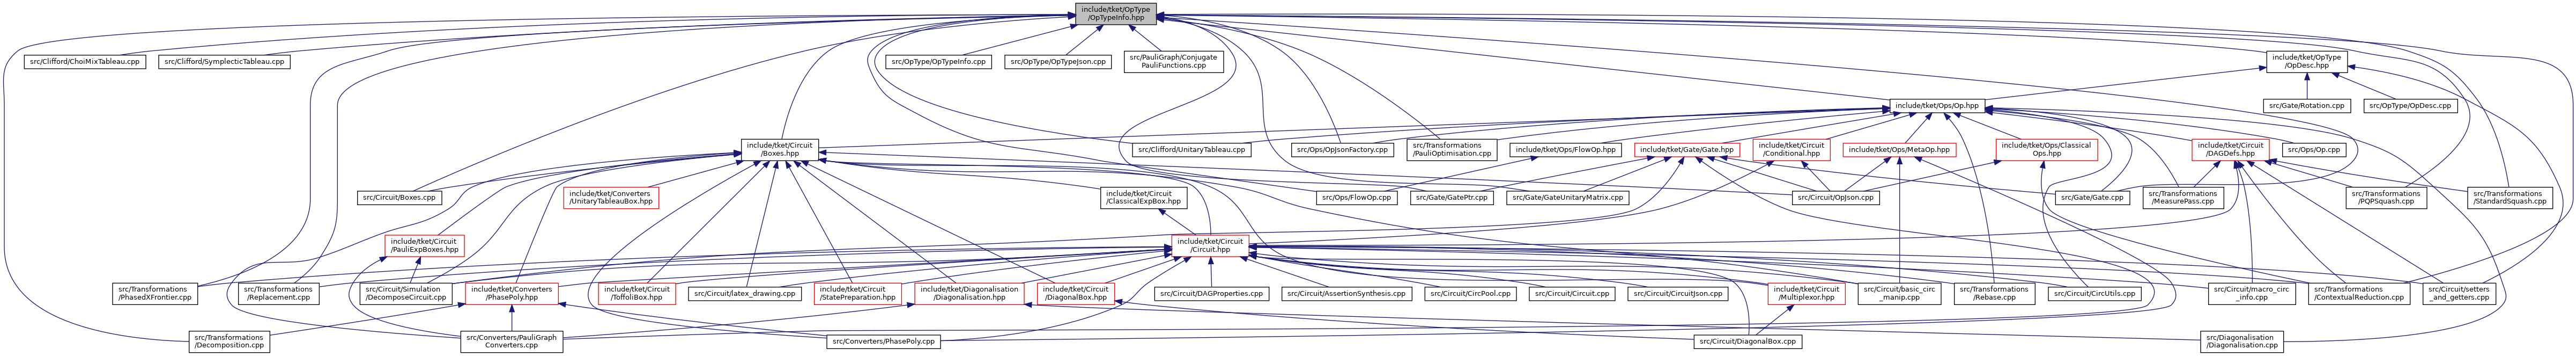 include/tket/OpType
/OpTypeInfo.hpp
src/Clifford/ChoiMixTableau.cpp
src/Clifford/SymplecticTableau.cpp
src/OpType/OpTypeInfo.cpp
src/OpType/OpTypeJson.cpp
src/PauliGraph/Conjugate
PauliFunctions.cpp
include/tket/OpType
/OpDesc.hpp
include/tket/Ops/Op.hpp
src/Gate/Rotation.cpp
src/OpType/OpDesc.cpp
include/tket/Circuit
/Boxes.hpp
src/Clifford/UnitaryTableau.cpp
src/Ops/OpJsonFactory.cpp
src/Transformations
/PauliOptimisation.cpp
include/tket/Ops/FlowOp.hpp
include/tket/Gate/Gate.hpp
include/tket/Circuit
/Conditional.hpp
include/tket/Ops/MetaOp.hpp
include/tket/Ops/Classical
Ops.hpp
include/tket/Circuit
/DAGDefs.hpp
src/Ops/Op.cpp
src/Circuit/Boxes.cpp
include/tket/Converters
/UnitaryTableauBox.hpp
include/tket/Circuit
/ClassicalExpBox.hpp
src/Ops/FlowOp.cpp
src/Gate/GatePtr.cpp
src/Gate/GateUnitaryMatrix.cpp
src/Circuit/OpJson.cpp
src/Gate/Gate.cpp
src/Transformations
/MeasurePass.cpp
src/Transformations
/PQPSquash.cpp
src/Transformations
/StandardSquash.cpp
include/tket/Circuit
/PauliExpBoxes.hpp
include/tket/Circuit
/Circuit.hpp
src/Transformations
/PhasedXFrontier.cpp
src/Transformations
/Replacement.cpp
src/Circuit/Simulation
/DecomposeCircuit.cpp
include/tket/Converters
/PhasePoly.hpp
include/tket/Circuit
/ToffoliBox.hpp
src/Circuit/latex_drawing.cpp
include/tket/Circuit
/StatePreparation.hpp
include/tket/Diagonalisation
/Diagonalisation.hpp
include/tket/Circuit
/DiagonalBox.hpp
src/Circuit/DAGProperties.cpp
src/Circuit/AssertionSynthesis.cpp
src/Circuit/CircPool.cpp
src/Circuit/Circuit.cpp
src/Circuit/CircuitJson.cpp
include/tket/Circuit
/Multiplexor.hpp
src/Circuit/basic_circ
_manip.cpp
src/Transformations
/Rebase.cpp
src/Circuit/CircUtils.cpp
src/Circuit/macro_circ
_info.cpp
src/Transformations
/ContextualReduction.cpp
src/Circuit/setters
_and_getters.cpp
src/Transformations
/Decomposition.cpp
src/Converters/PauliGraph
Converters.cpp
src/Converters/PhasePoly.cpp
src/Circuit/DiagonalBox.cpp
src/Diagonalisation
/Diagonalisation.cpp